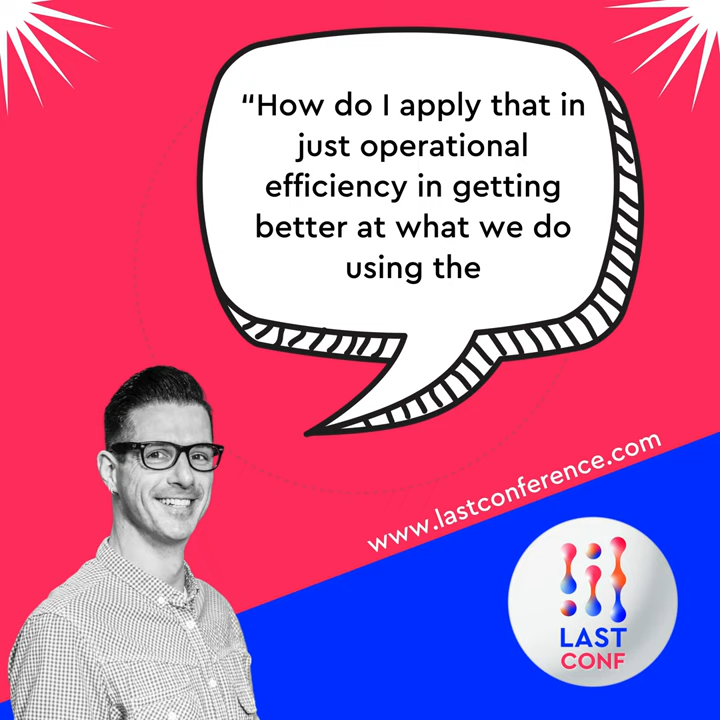 “How do I apply that in
just operational
efficiency in getting
better at what we do
using the
www.lastconference.com
LAST
CONF